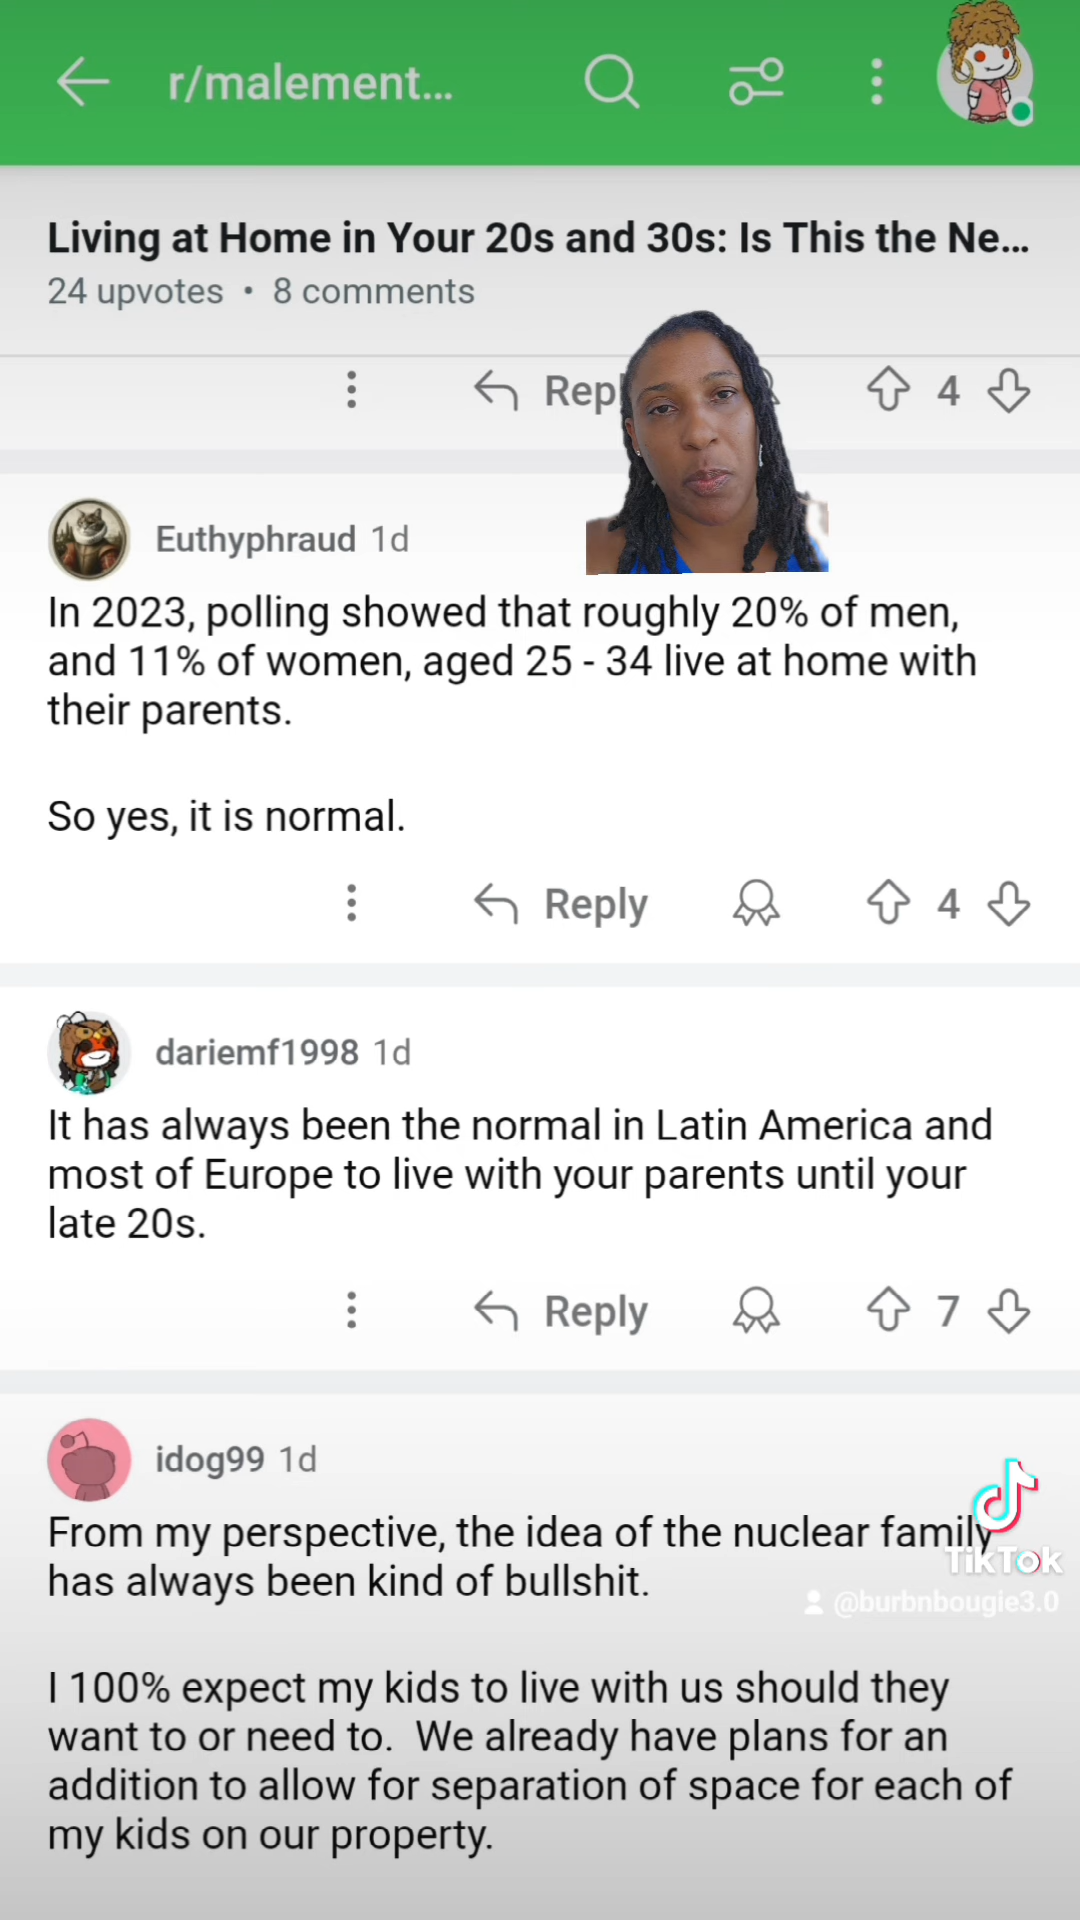 r/malement...
Living at Home in Your 20s and 30s: Is This the Ne...
24 upvotes • 8 comments
Repl
4
Euthyphraud 1d
In 2023, polling showed that roughly 20% of men,
and 11% of women, aged 25 - 34 live at home with
their parents.
So yes, it is normal.
Reply
4
dariemf1998 1d
It has always been the normal in Latin America and
most of Europe to live with your parents until your
late 20s.
Reply
7
idog99 1d
From my perspective, the idea of the nuclear family
has always been kind of bullshit.
TikTok
@burbnbougie3.0
I 100% expect my kids to live with us should they
want to or need to.  We already have plans for an
addition to allow for separation of space for each of
my kids on our property.